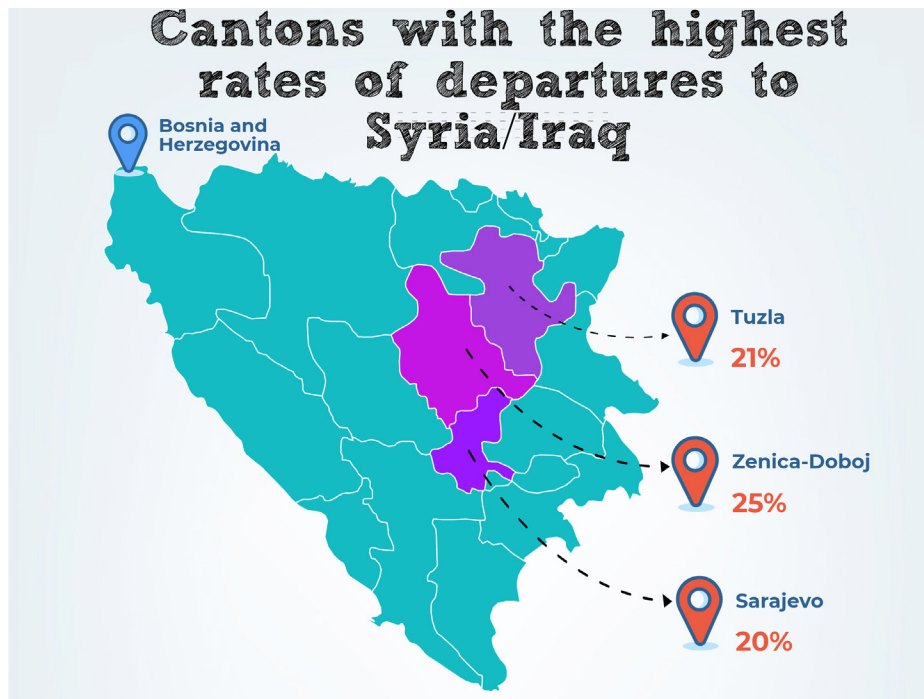 Cantons with the highest
rates of departures to
Syria/Iraq
Bosnia and
Herzegovina
Tuzla
21%
Zenica-Doboj
25%
Sarajevo
20%